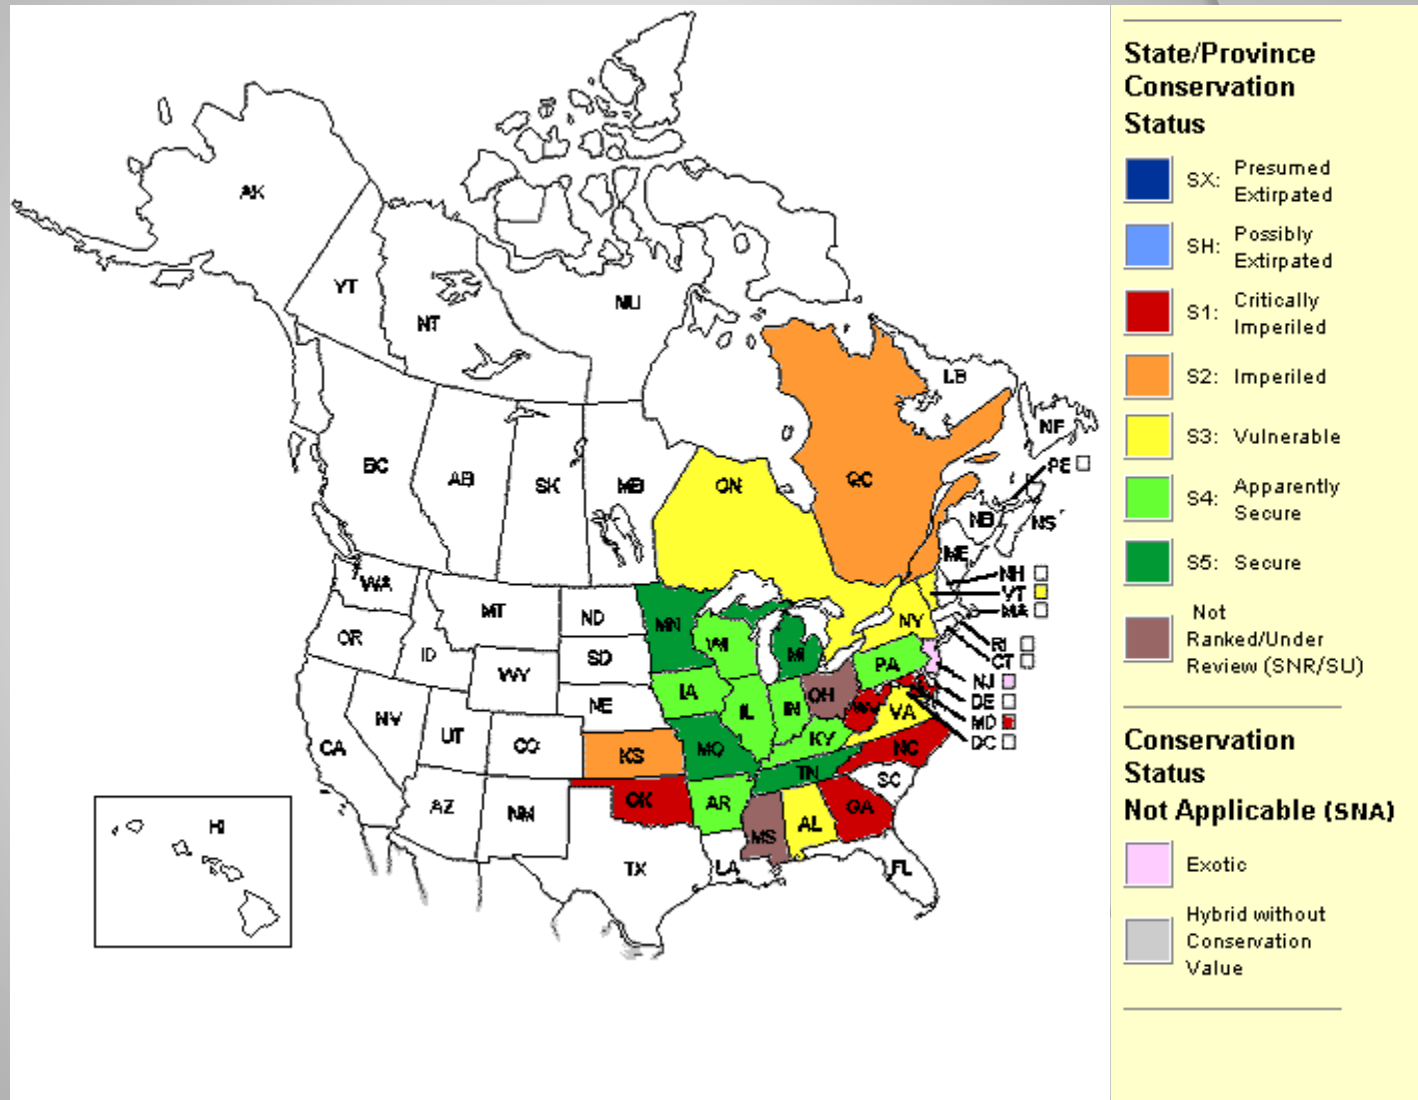 AK
YT
NT
NU
BC
AB
SK
MB
ON
QC
LB
NF
PE
NB
NS
ME
NH
VT
MA
RI
CT
NJ
DE
MD
DC
WA
MT
ND
MN
OR
ID
SD
WI
MI
NY
WY
IA
PA
NE
IL
IN
OH
WV
VA
NV
UT
CO
KS
MO
KY
CA
NC
TN
SC
AZ
NM
OK
AR
GA
MS
AL
HI
TX
LA
FL
State/Province
Conservation
Status
SX: Presumed
Extirpated
SH: Possibly
Extirpated
S1: Critically
Imperiled
S2: Imperiled
S3: Vulnerable
S4: Apparently
Secure
S5: Secure
Not
Ranked/Under
Review (SNR/SU)
Conservation
Status
Not Applicable (SNA)
Exotic
Hybrid without
Conservation
Value